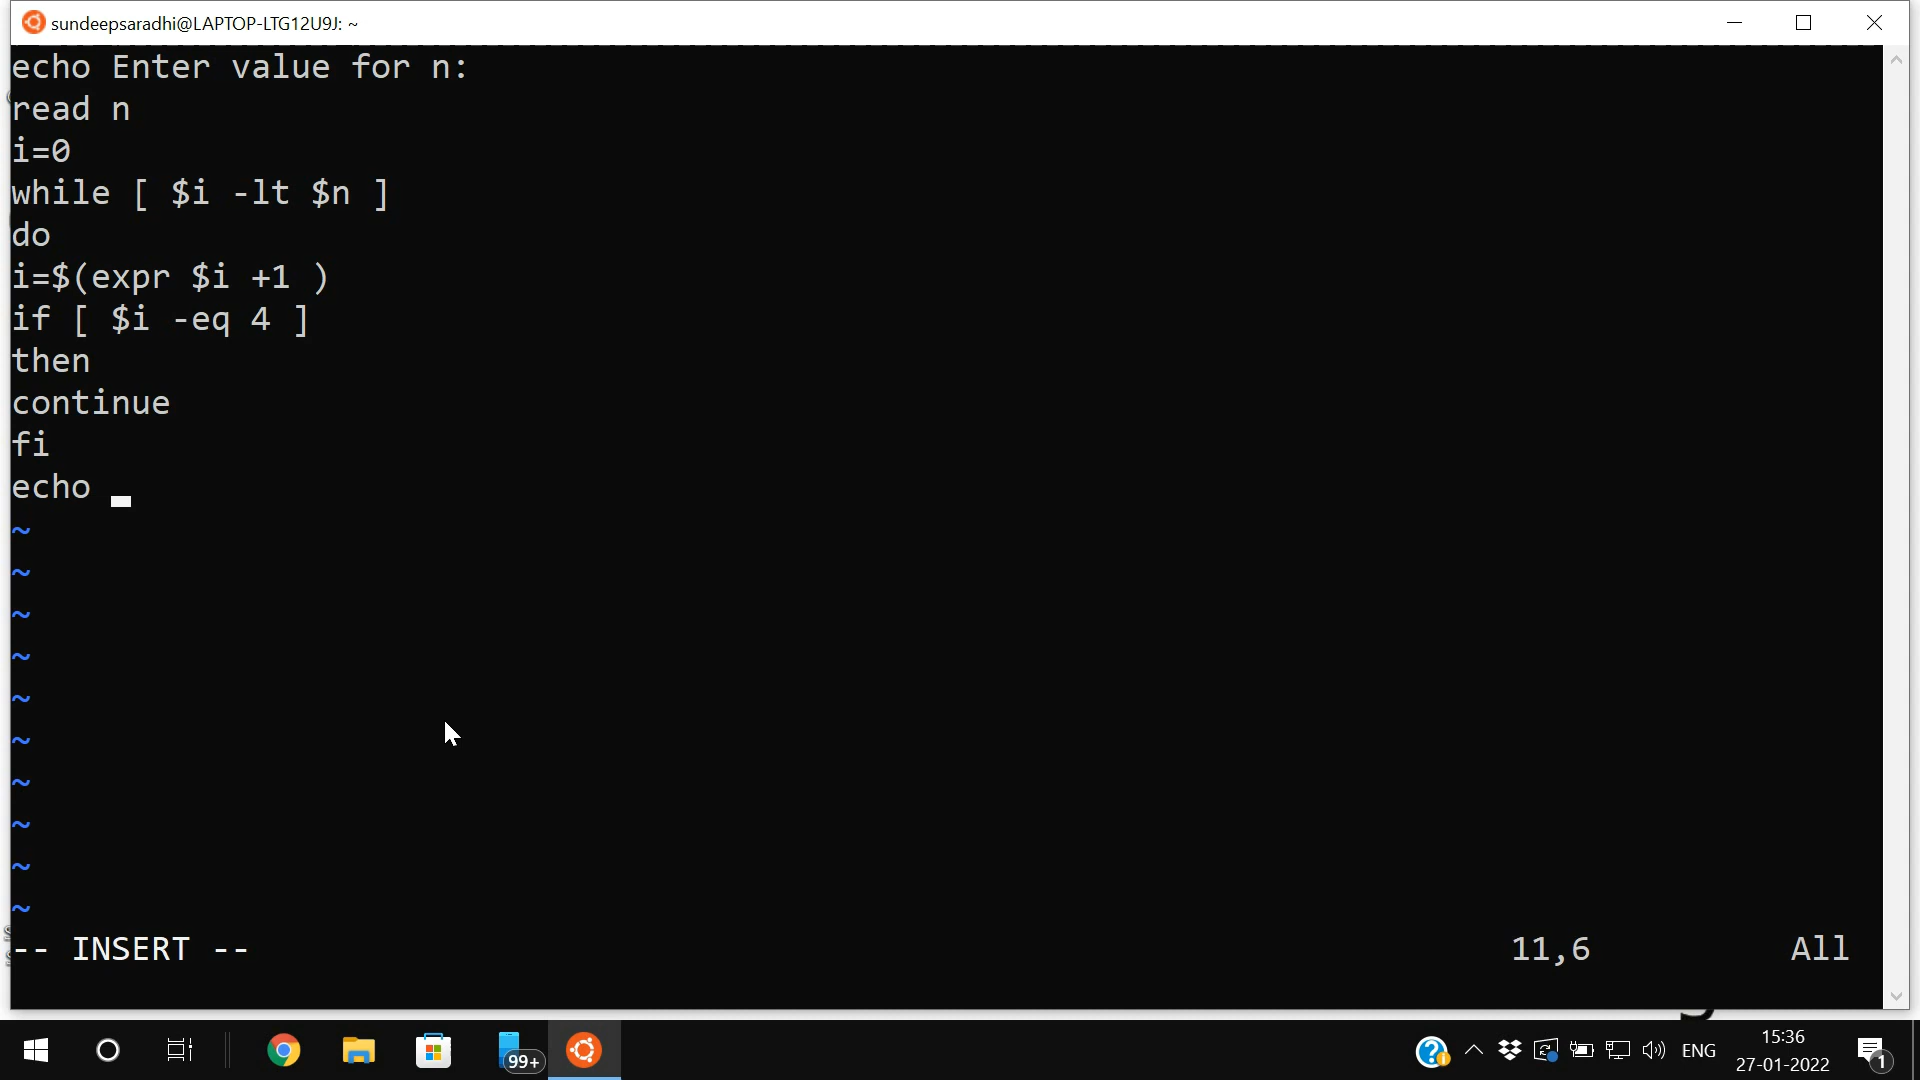 sundeepsaradhi@LAPTOP-LTG12U9J: ~
echo Enter value for n:
read n
i=0
while [ $i -lt $n ]
do
i=$(expr $i +1 )
if [ $i -eq 4 ]
then
continue
fi
echo
~
~
~
~
~
~
~
~
~
~
-- INSERT -- 11,6 All
99+
ENG
15:36
27-01-2022
1